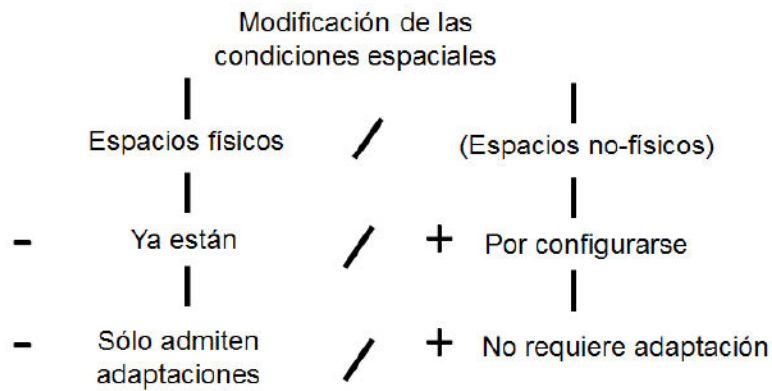 Modificación de las
condiciones espaciales
Espacios físicos / (Espacios no-físicos)
- Ya están / + Por configurarse
- Sólo admiten
adaptaciones / + No requiere adaptación